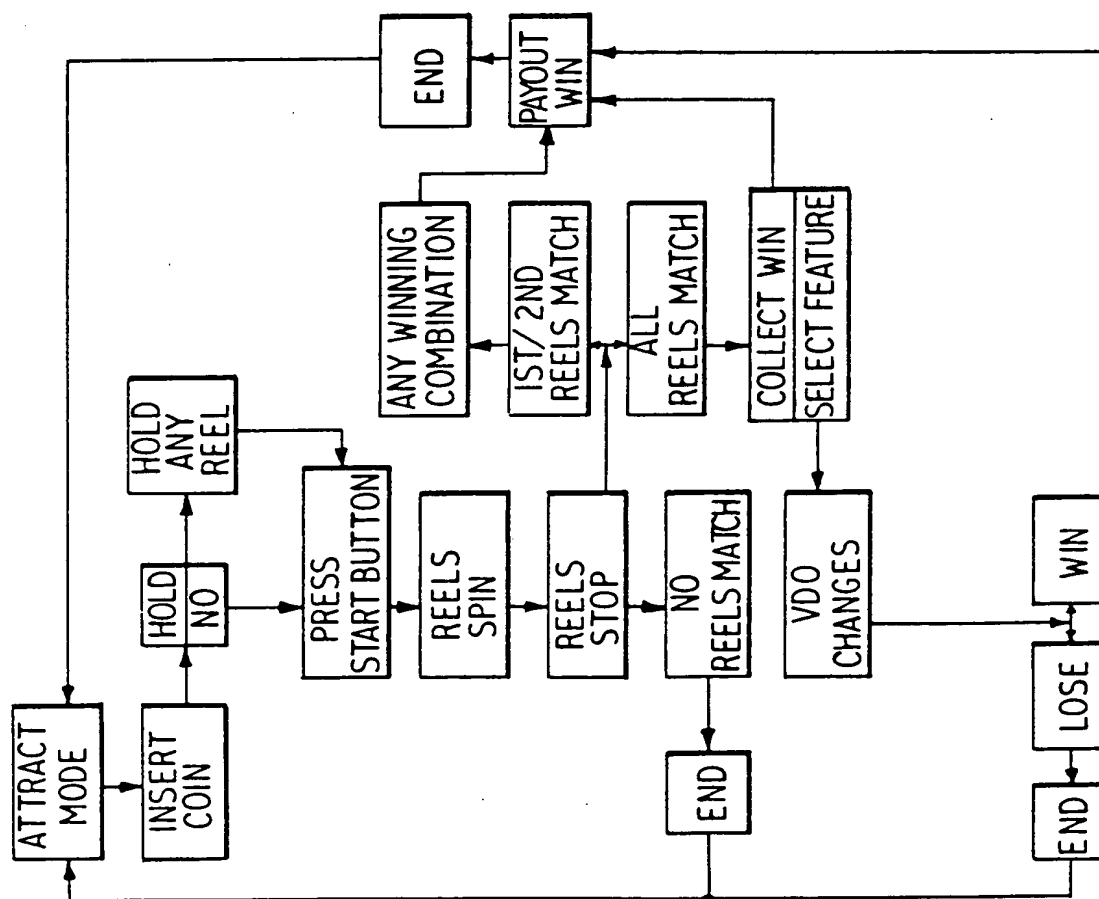 ATTRACT
MODE
INSERT
COIN
HOLD
NO
HOLD
ANY
REEL
PRESS
START BUTTON
REELS
SPIN
REELS
STOP
NO
REELS MATCH
END
ANY WINNING
COMBINATION
1ST/2ND
REELS MATCH
ALL
REELS MATCH
COLLECT WIN
SELECT FEATURE
PAYOUT
WIN
END
VDO
CHANGES
WIN
LOSE
END